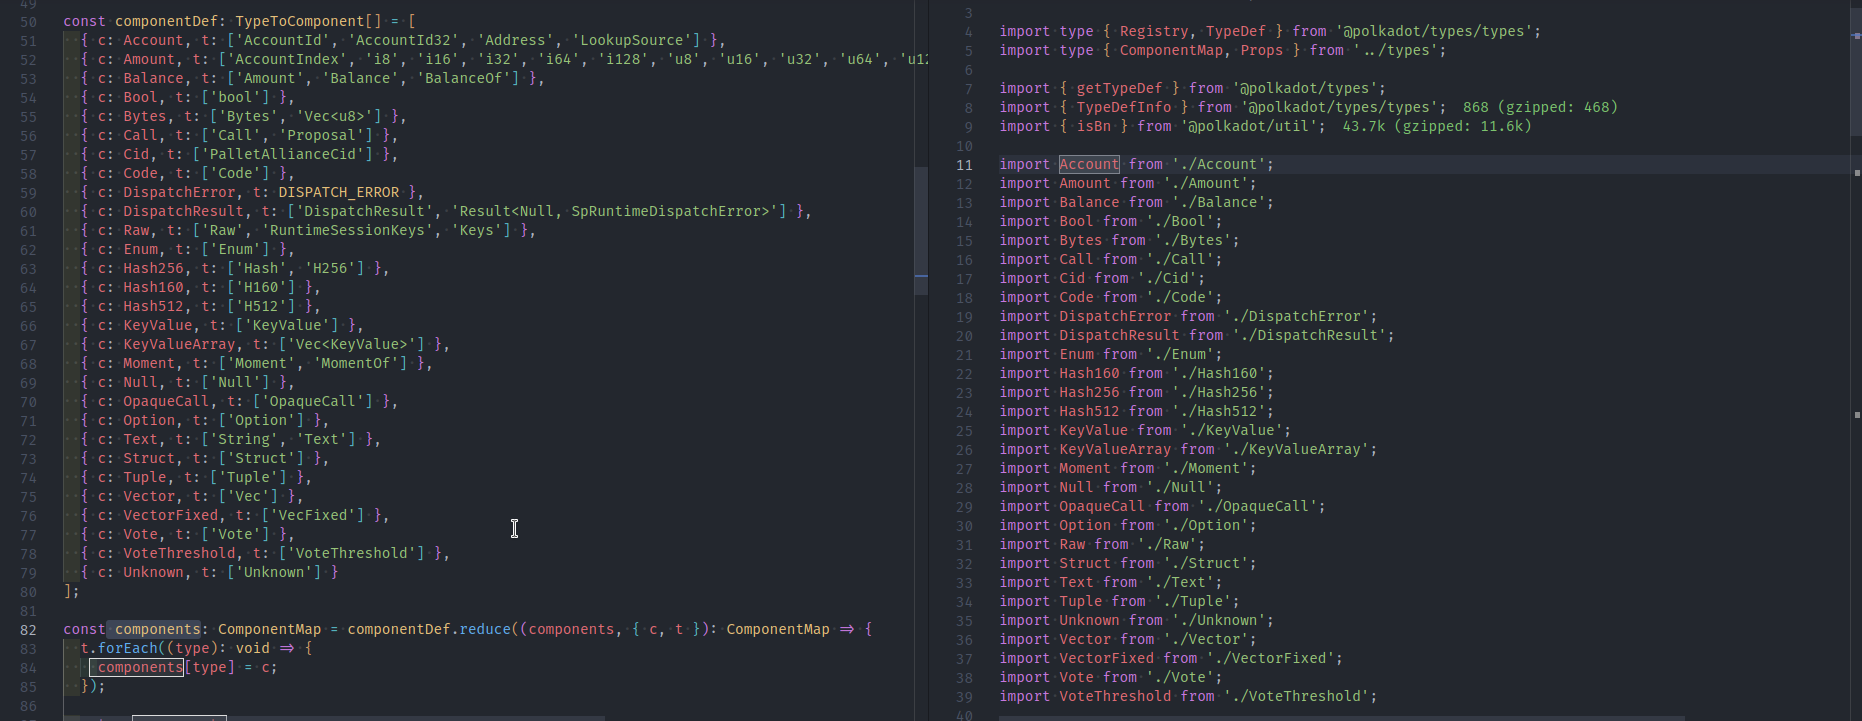 49
50 const componentDef: TypeToComponent[] = [
51 { c: Account, t: ['AccountId', 'AccountId32', 'Address', 'LookupSource'] },
52 { c: Amount, t: ['AccountIndex', 'i8', 'i16', 'i32', 'i64', 'i128', 'u8', 'u16', 'u32', 'u64', 'u12
53 { c: Balance, t: ['Amount', 'Balance', 'BalanceOf'] },
54 { c: Bool, t: ['bool'] },
55 { c: Bytes, t: ['Bytes', 'Vec<u8>'] },
56 { c: Call, t: ['Call', 'Proposal'] },
57 { c: Cid, t: ['PalletAllianceCid'] },
58 { c: Code, t: ['Code'] },
59 { c: DispatchError, t: DISPATCH_ERROR },
60 { c: DispatchResult, t: ['DispatchResult', 'Result<Null, SpRuntimeDispatchError>'] },
61 { c: Raw, t: ['Raw', 'RuntimeSessionKeys', 'Keys'] },
62 { c: Enum, t: ['Enum'] },
63 { c: Hash256, t: ['Hash', 'H256'] },
64 { c: Hash160, t: ['H160'] },
65 { c: Hash512, t: ['H512'] },
66 { c: KeyValue, t: ['KeyValue'] },
67 { c: KeyValueArray, t: ['Vec<KeyValue>'] },
68 { c: Moment, t: ['Moment', 'MomentOf'] },
69 { c: Null, t: ['Null'] },
70 { c: OpaqueCall, t: ['OpaqueCall'] },
71 { c: Option, t: ['Option'] },
72 { c: Text, t: ['String', 'Text'] },
73 { c: Struct, t: ['Struct'] },
74 { c: Tuple, t: ['Tuple'] },
75 { c: Vector, t: ['Vec'] },
76 { c: VectorFixed, t: ['VecFixed'] },
77 { c: Vote, t: ['Vote'] },
78 { c: VoteThreshold, t: ['VoteThreshold'] },
79 { c: Unknown, t: ['Unknown'] }
80 ];
81
82 const components: ComponentMap = componentDef.reduce((components, { c, t }): ComponentMap => {
83 t.forEach((type): void => {
84 components[type] = c;
85 });
86
3
4 import type { Registry, TypeDef } from '@polkadot/types/types';
5 import type { ComponentMap, Props } from '../types';
6
7 import { getTypeDef } from '@polkadot/types';
8 import { TypeDefInfo } from '@polkadot/types/types'; 868 (gzipped: 468)
9 import { isBn } from '@polkadot/util'; 43.7k (gzipped: 11.6k)
10
11 import Account from './Account';
12 import Amount from './Amount';
13 import Balance from './Balance';
14 import Bool from './Bool';
15 import Bytes from './Bytes';
16 import Call from './Call';
17 import Cid from './Cid';
18 import Code from './Code';
19 import DispatchError from './DispatchError';
20 import DispatchResult from './DispatchResult';
21 import Enum from './Enum';
22 import Hash160 from './Hash160';
23 import Hash256 from './Hash256';
24 import Hash512 from './Hash512';
25 import KeyValue from './KeyValue';
26 import KeyValueArray from './KeyValueArray';
27 import Moment from './Moment';
28 import Null from './Null';
29 import OpaqueCall from './OpaqueCall';
30 import Option from './Option';
31 import Raw from './Raw';
32 import Struct from './Struct';
33 import Text from './Text';
34 import Tuple from './Tuple';
35 import Unknown from './Unknown';
36 import Vector from './Vector';
37 import VectorFixed from './VectorFixed';
38 import Vote from './Vote';
39 import VoteThreshold from './VoteThreshold';
40